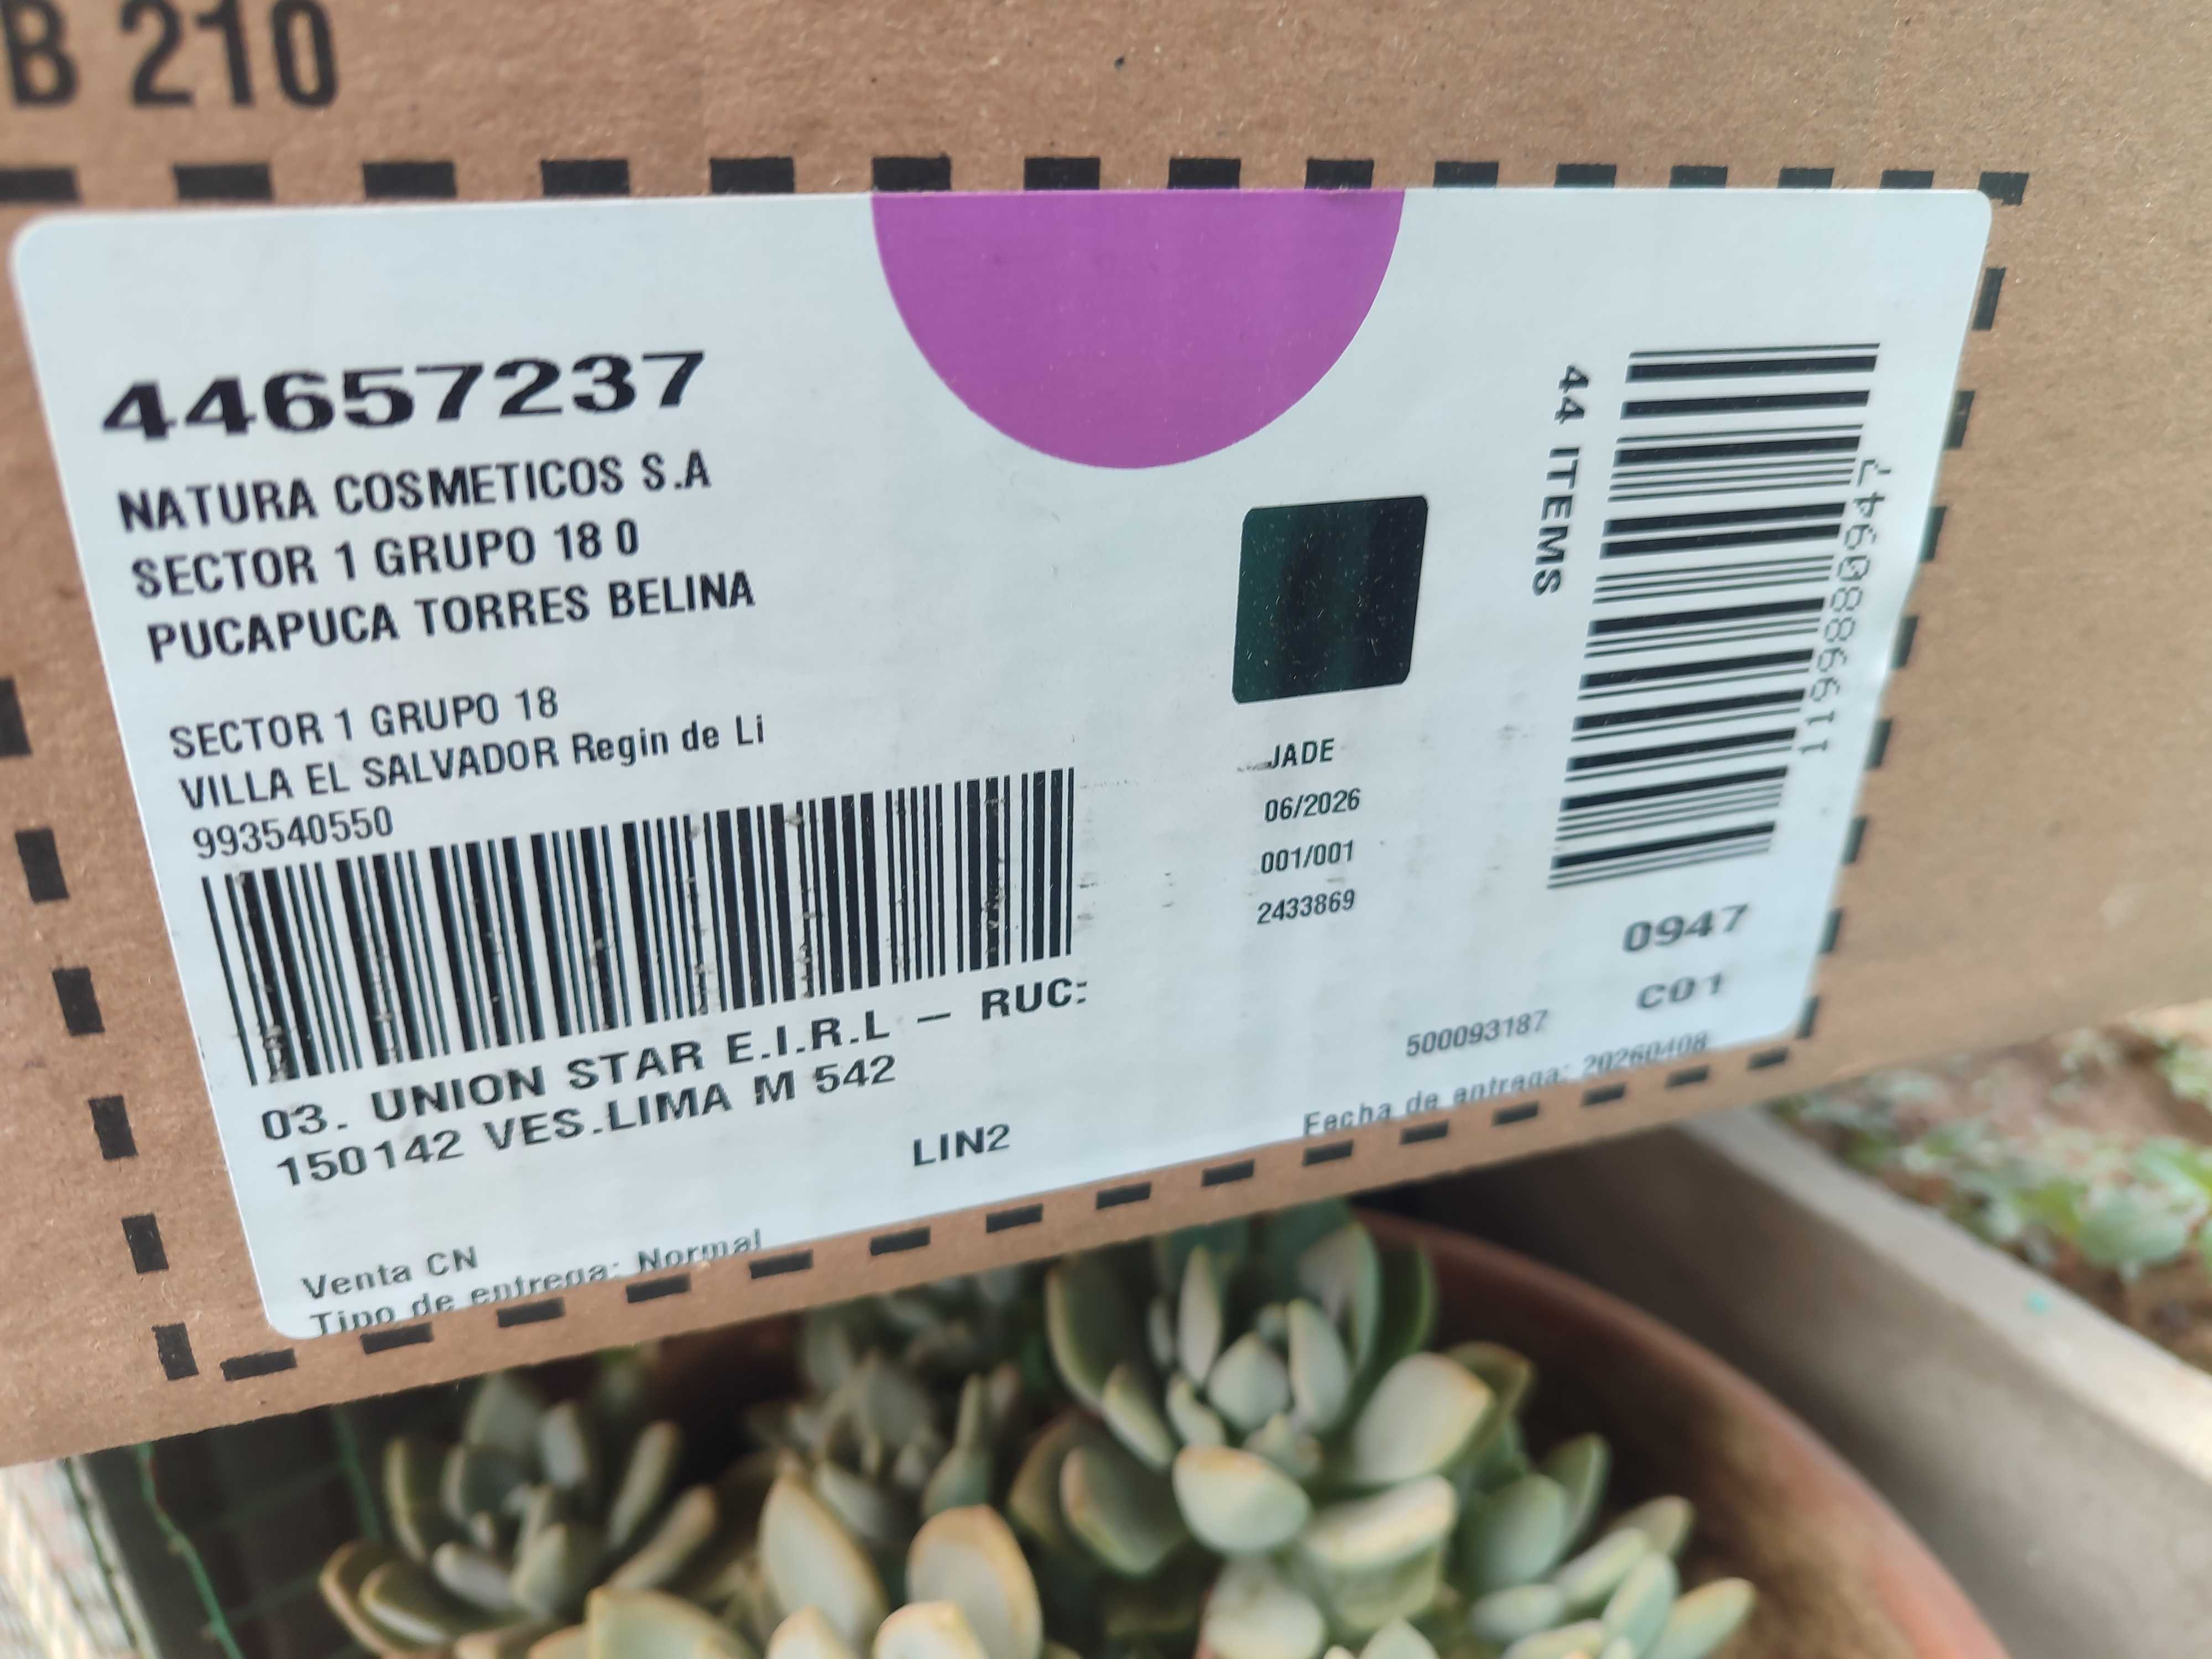 B 210
44657237
NATURA COSMETICOS S.A
SECTOR 1 GRUPO 18 0
PUCAPUCA TORRES BELINA
SECTOR 1 GRUPO 18
VILLA EL SALVADOR Regin de Li
993540550
03. UNION STAR E.I.R.L – RUC:
150142 VES.LIMA M 542
LIN2
Venta CN
Tipo de entrega: Normal
JADE
06/2026
001/001
2433869
44 ITEMS
0947
C01
500093187
Fecha de entrega: 20260408